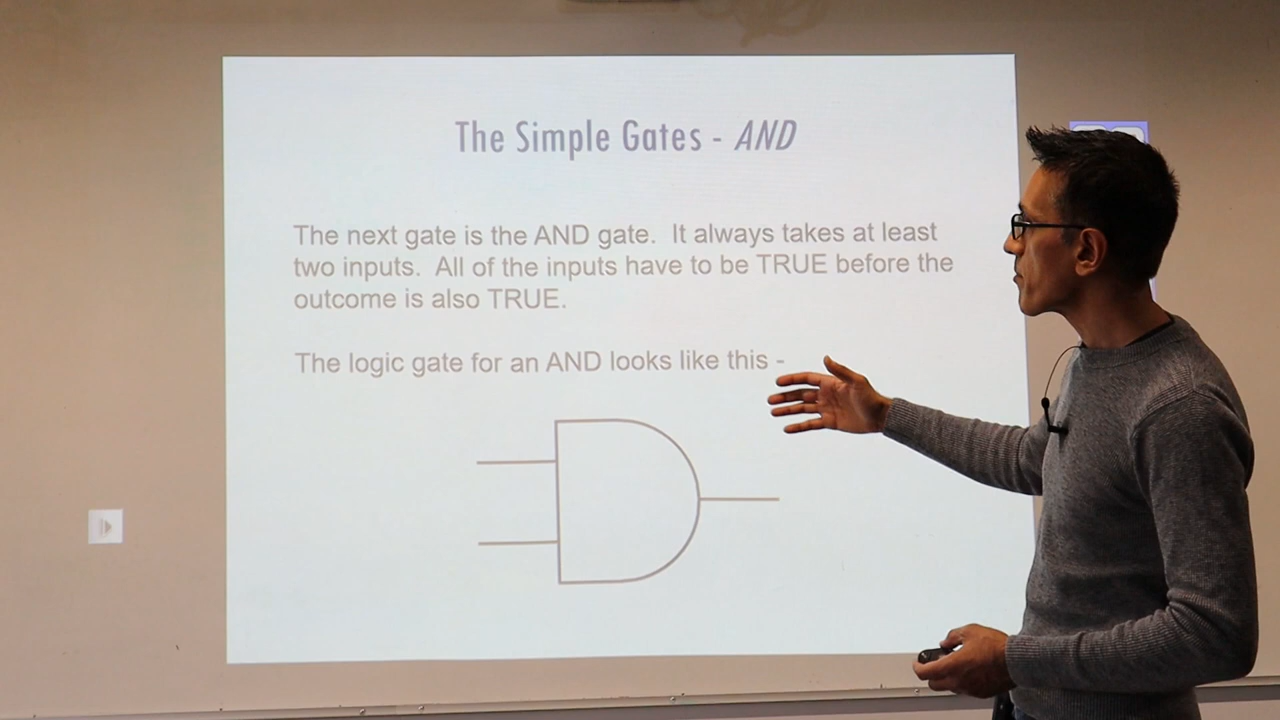 The Simple Gates - AND
The next gate is the AND gate.  It always takes at least
two inputs.  All of the inputs have to be TRUE before the
outcome is also TRUE.
The logic gate for an AND looks like this -